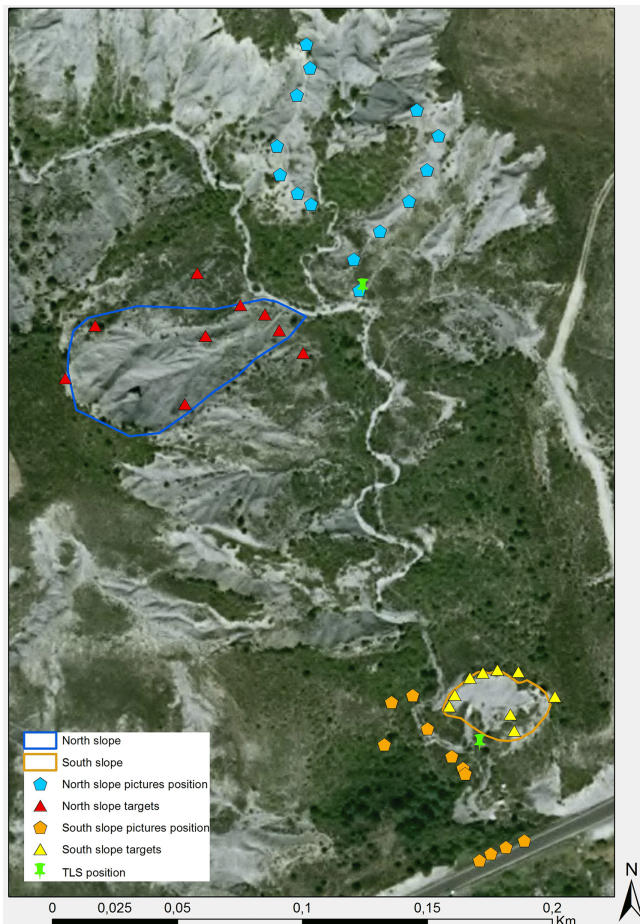 North slope
South slope
North slope pictures position
North slope targets
South slope pictures position
South slope targets
TLS position
N
0 0,025 0,05 0,1 0,15 0,2
Km